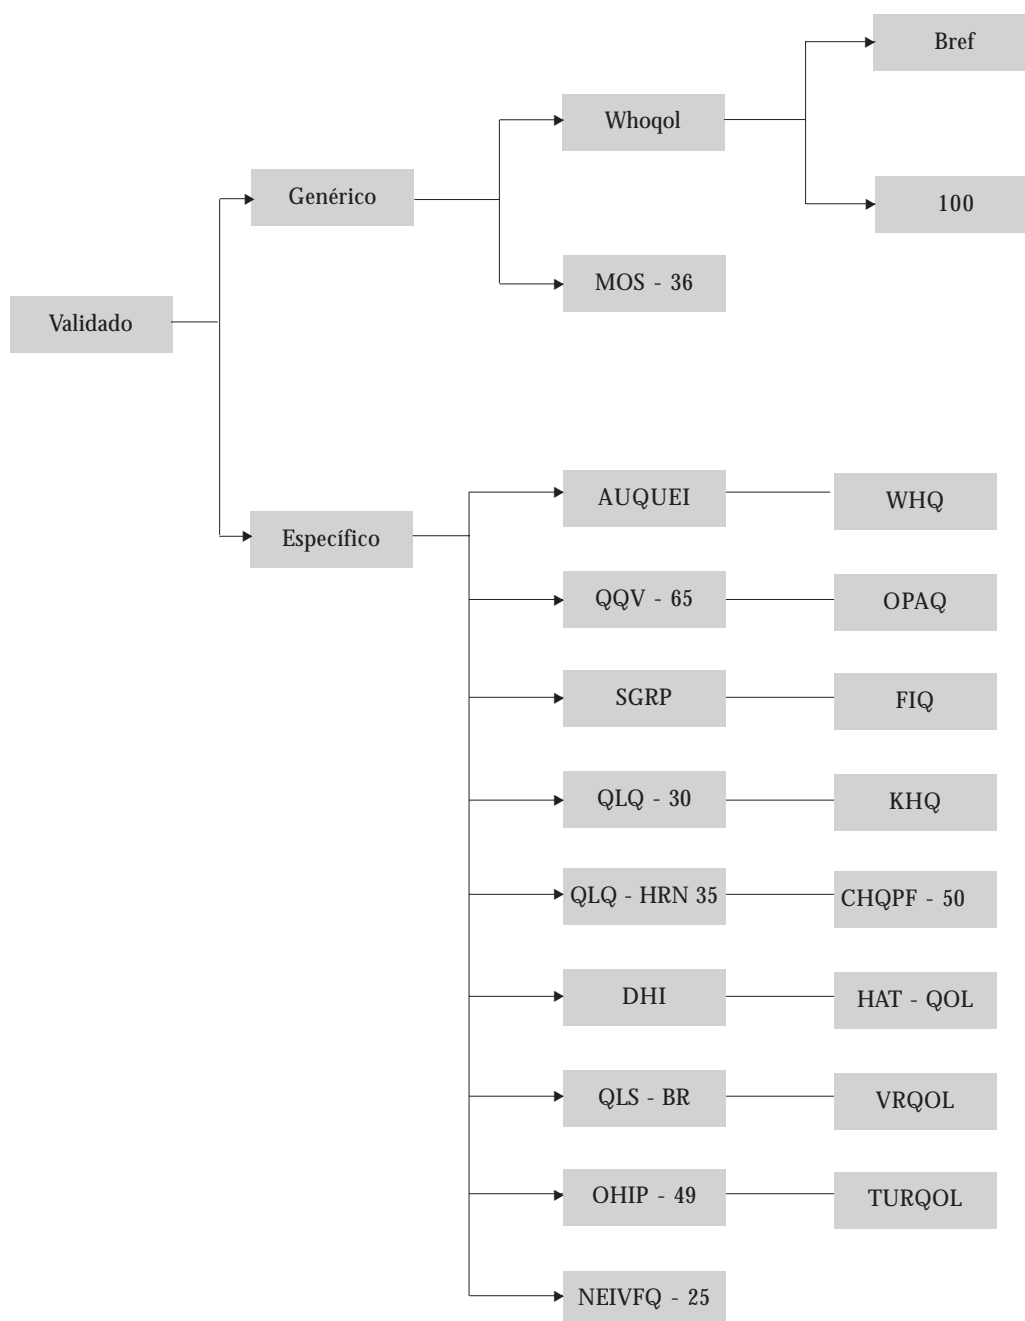 Bref
Whoqol
Genérico
100
MOS - 36
Validado
AUQUEI
WHQ
Específico
QQV - 65
OPAQ
SGRP
FIQ
QLQ - 30
KHQ
QLQ - HRN 35
CHQPF - 50
DHI
HAT - QOL
QLS - BR
VRQOL
OHIP - 49
TURQOL
NEIVFQ - 25